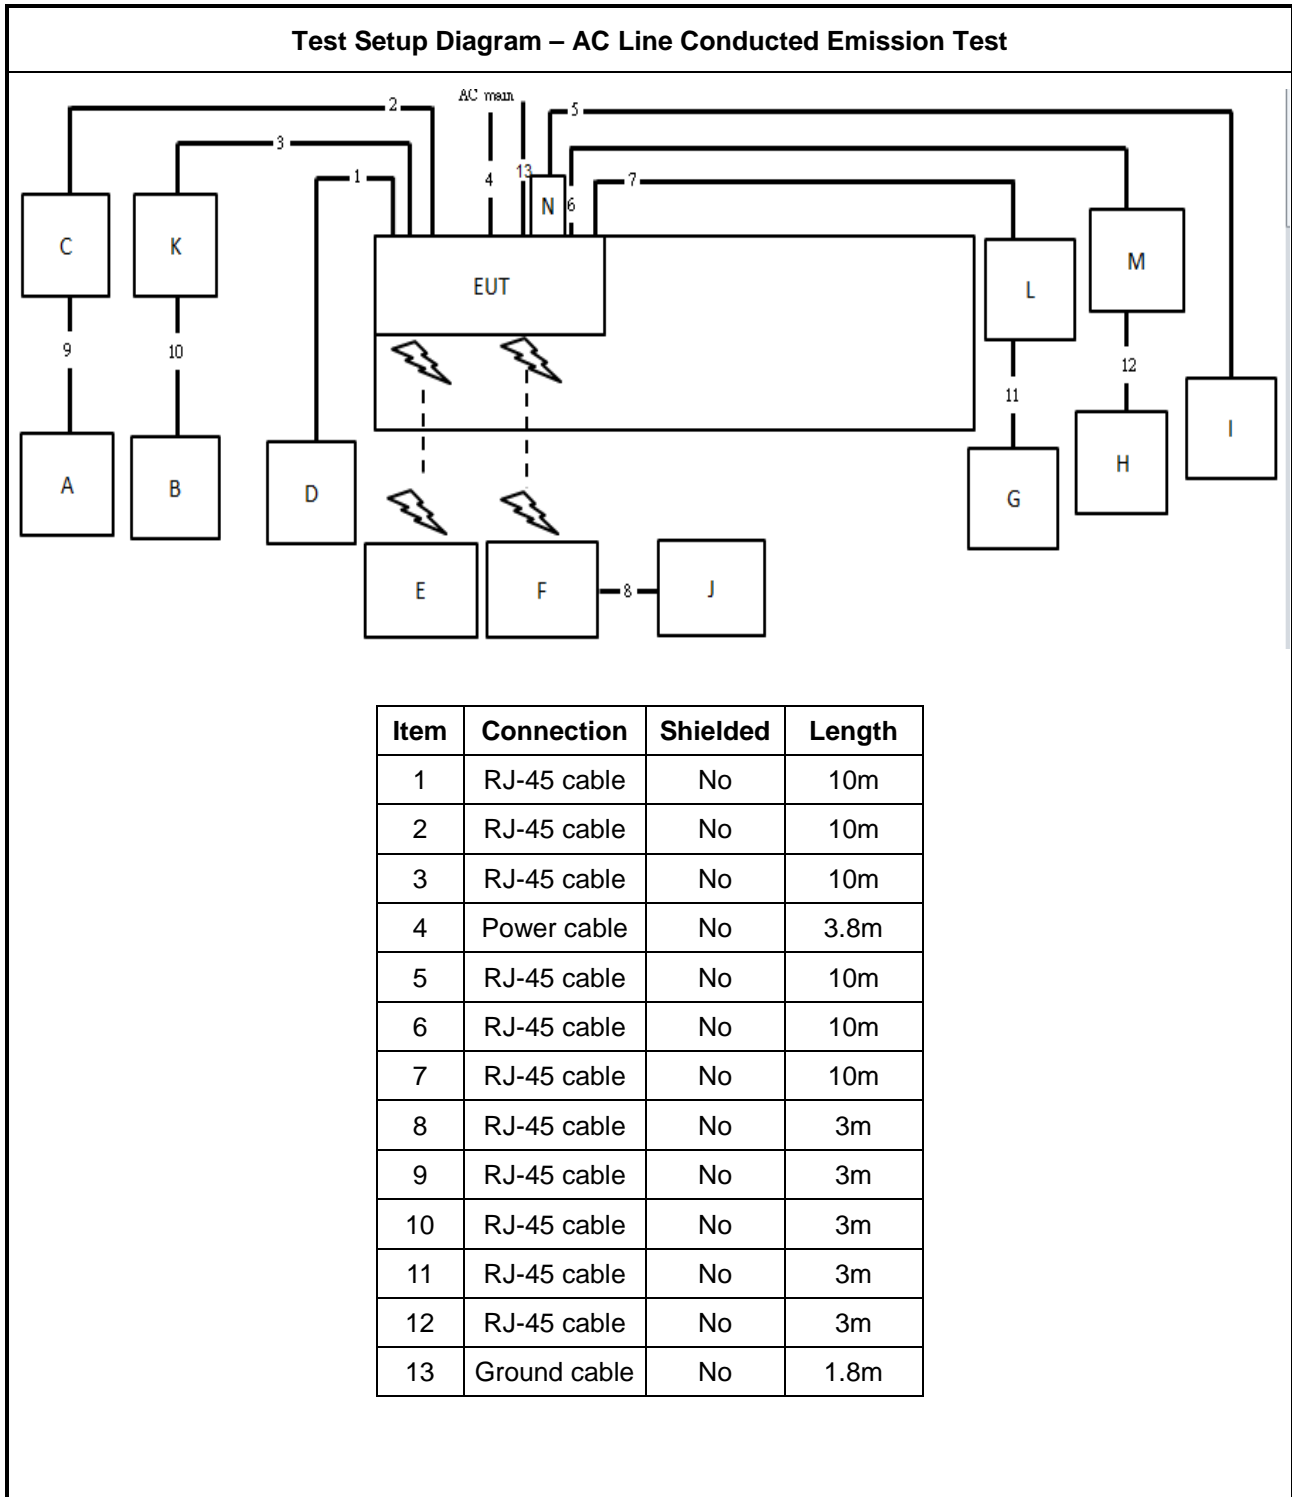 Test Setup Diagram – AC Line Conducted Emission Test
AC main
2
5
3
13
1
4
7
N
6
C
K
M
EUT
L
9
10
12
11
I
A
B
D
H
G
E
F
8
J
Item Connection Shielded Length
1 RJ-45 cable No 10m
2 RJ-45 cable No 10m
3 RJ-45 cable No 10m
4 Power cable No 3.8m
5 RJ-45 cable No 10m
6 RJ-45 cable No 10m
7 RJ-45 cable No 10m
8 RJ-45 cable No 3m
9 RJ-45 cable No 3m
10 RJ-45 cable No 3m
11 RJ-45 cable No 3m
12 RJ-45 cable No 3m
13 Ground cable No 1.8m